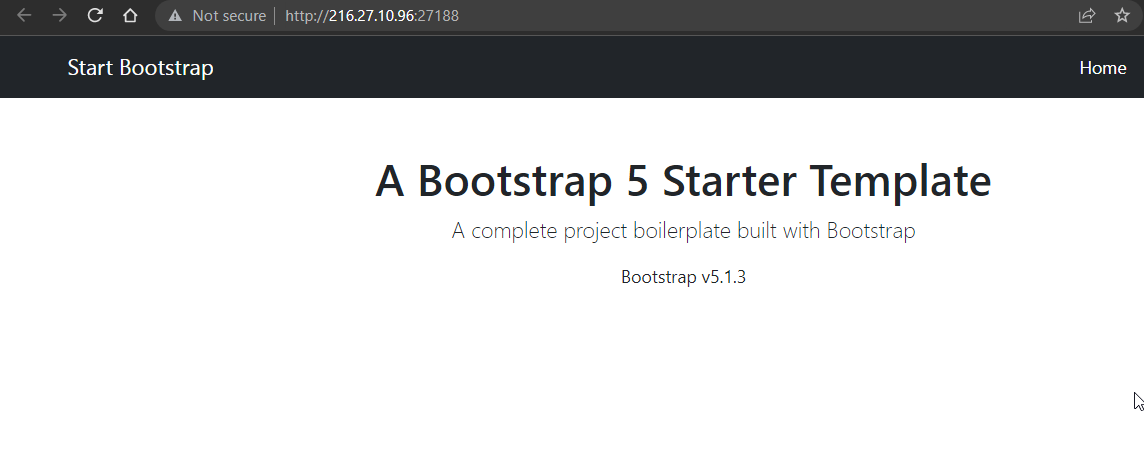 Not secure | http://216.27.10.96:27188
Start Bootstrap Home
A Bootstrap 5 Starter Template
A complete project boilerplate built with Bootstrap
Bootstrap v5.1.3